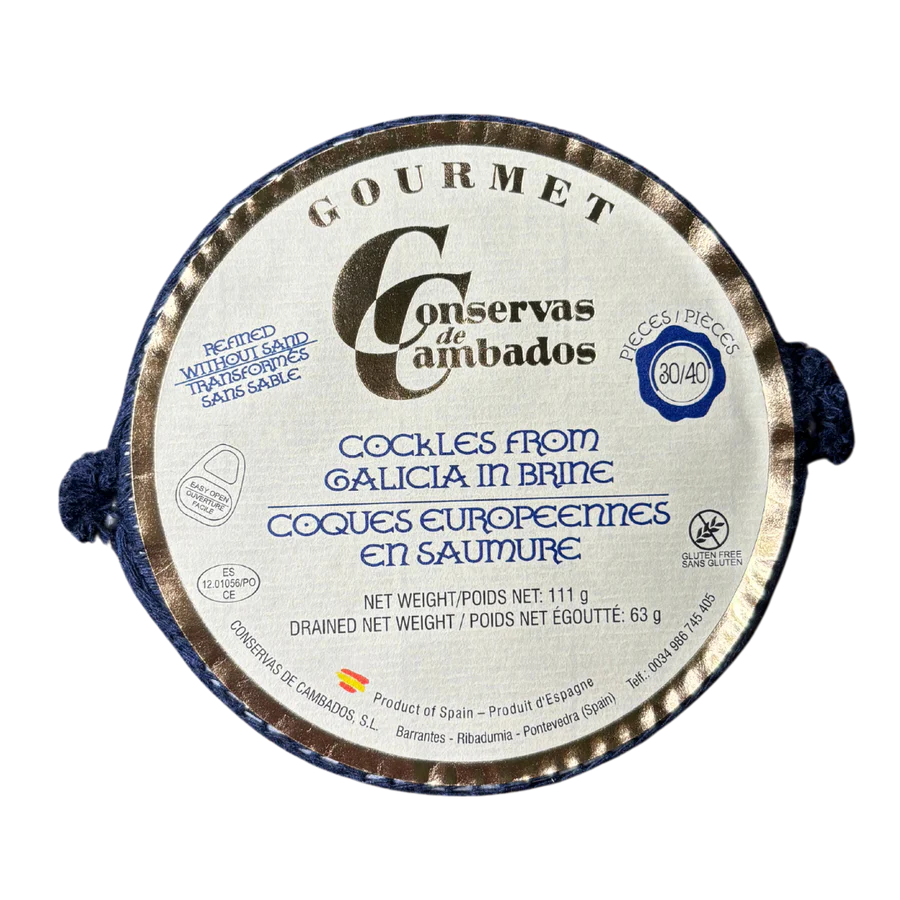 GOURMET
Conservas
de
Cambados
REFINED
WITHOUT SAND
TRANSFORMÉS
SANS SABLE
PIECES / PIÈCES
30/40
COCKLES FROM
GALICIA IN BRINE
COQUES EUROPEENNES
EN SAUMURE
EASY OPEN
OUVERTURE
FACILE
GLUTEN FREE
SANS GLUTEN
ES
12.01056/PO
CE
NET WEIGHT/POIDS NET: 111 g
DRAINED NET WEIGHT / POIDS NET ÉGOUTTÉ: 63 g
Product of Spain – Produit d'Espagne
CONSERVAS DE CAMBADOS, S.L. Barrantes - Ribadumia - Pontevedra (Spain) Telf.: 0034 986 745 405